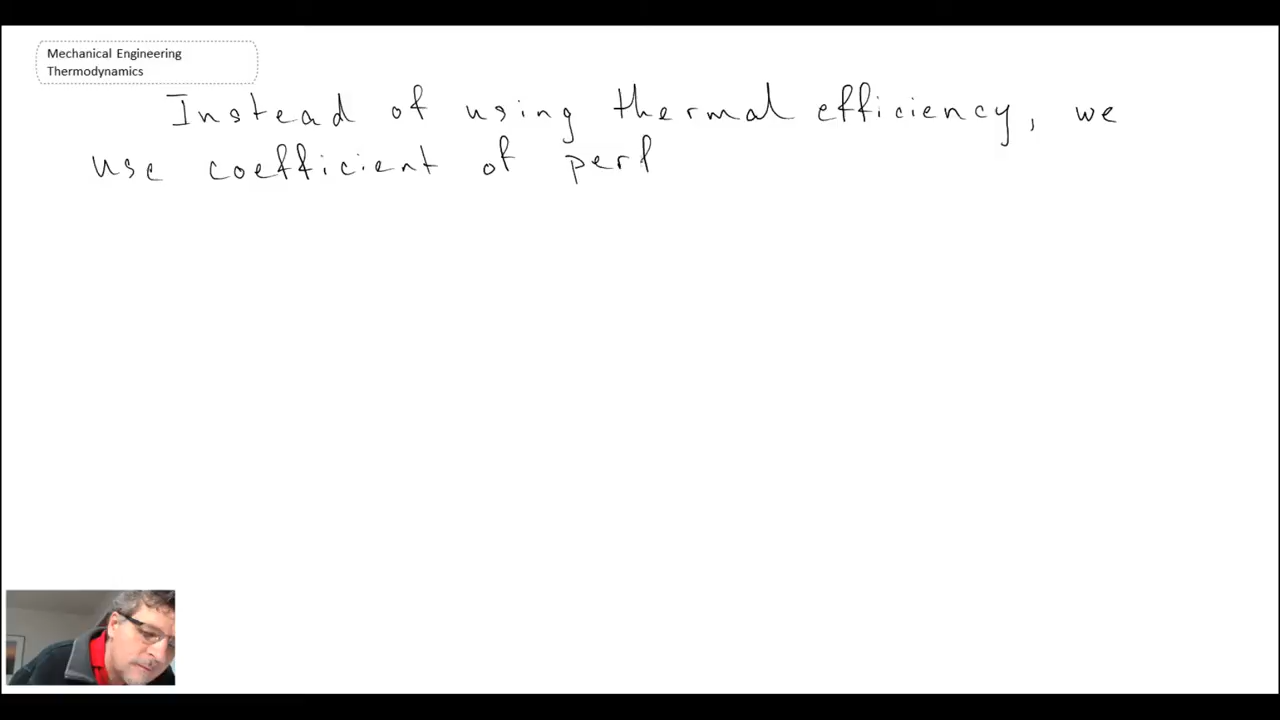 Mechanical Engineering
Thermodynamics
Instead of using thermal efficiency, we
use coefficient of perf